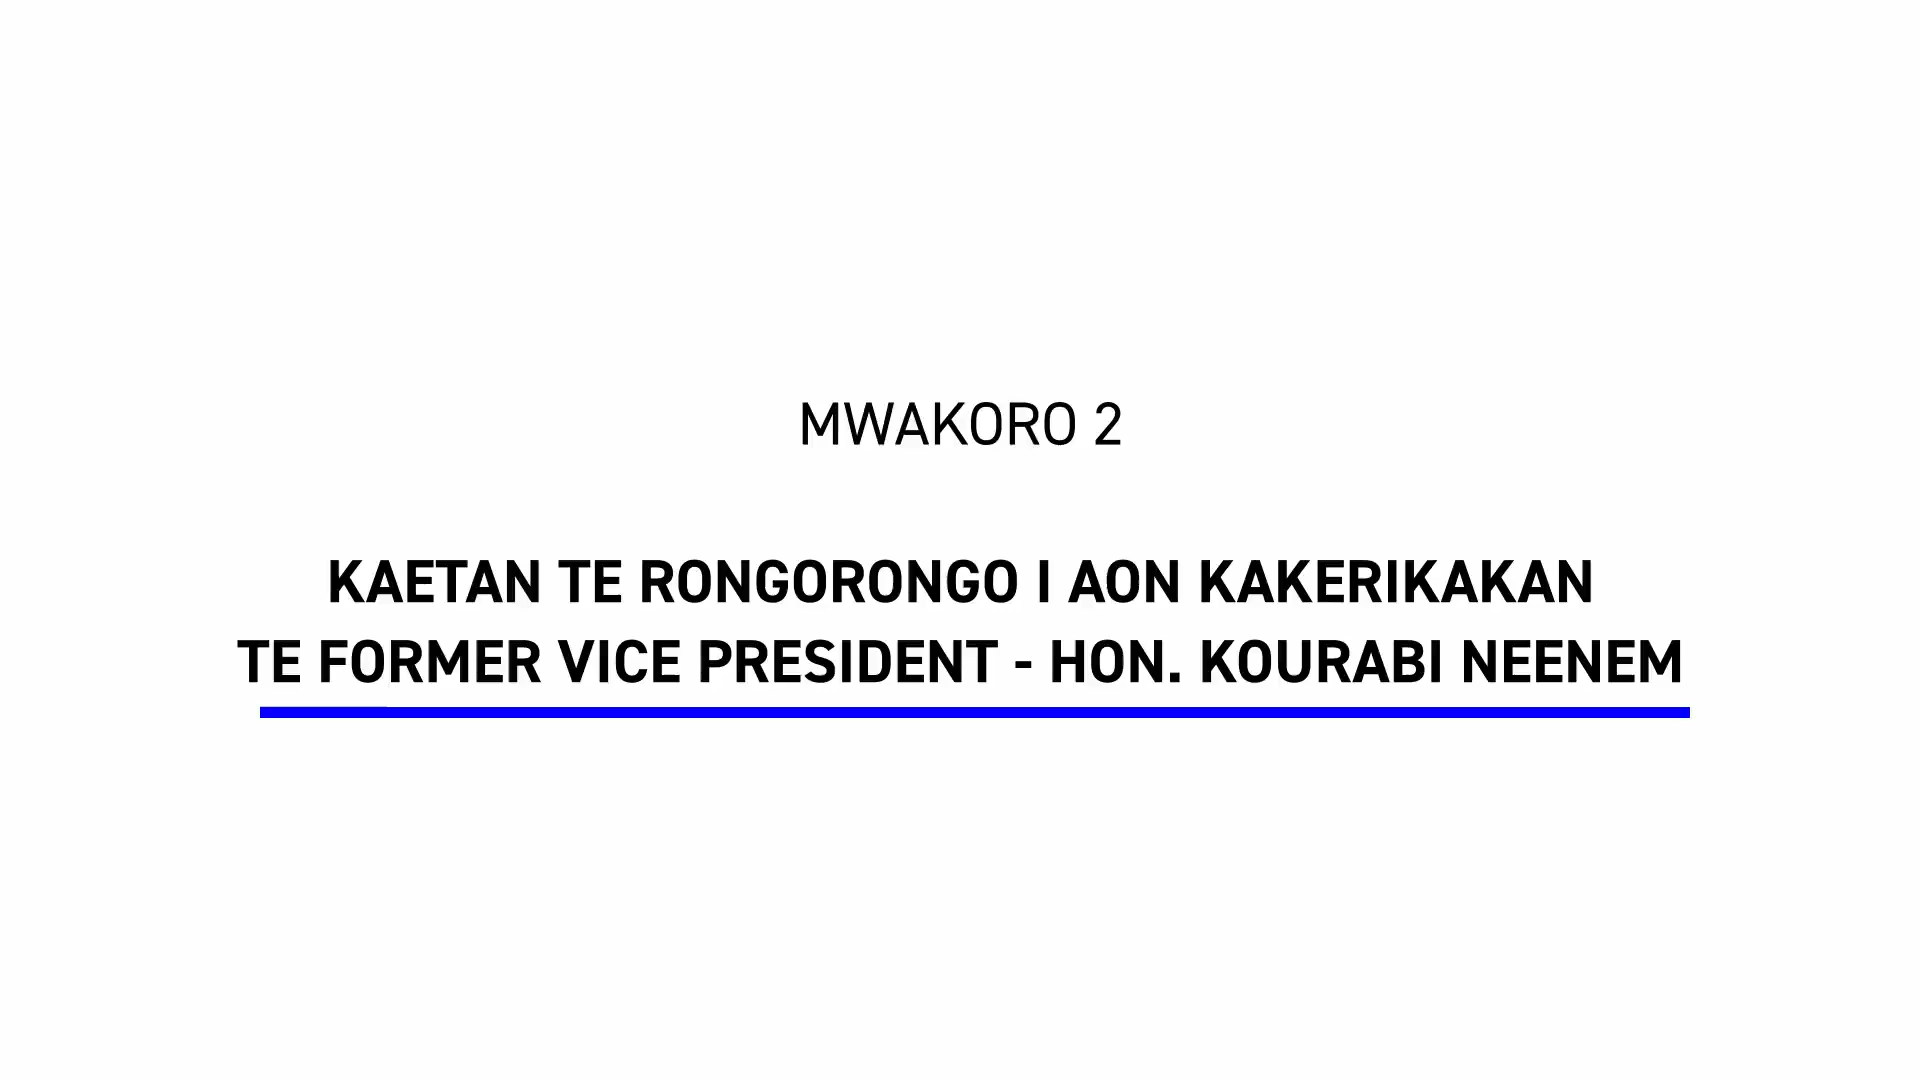 MWAKORO 2
KAETAN TE RONGORONGO I AON KAKERIKAKAN
TE FORMER VICE PRESIDENT - HON. KOURABI NEENEM